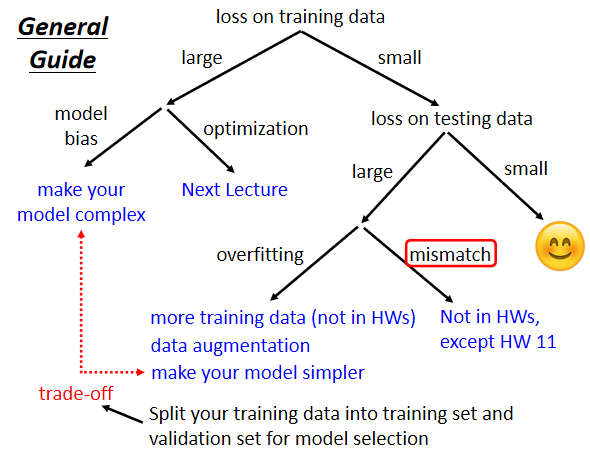 General
Guide
loss on training data
large
small
model
bias
optimization
loss on testing data
make your
model complex
Next Lecture
large
small
overfitting
mismatch
more training data (not in HWs)
data augmentation
make your model simpler
Not in HWs,
except HW 11
trade-off
Split your training data into training set and
validation set for model selection